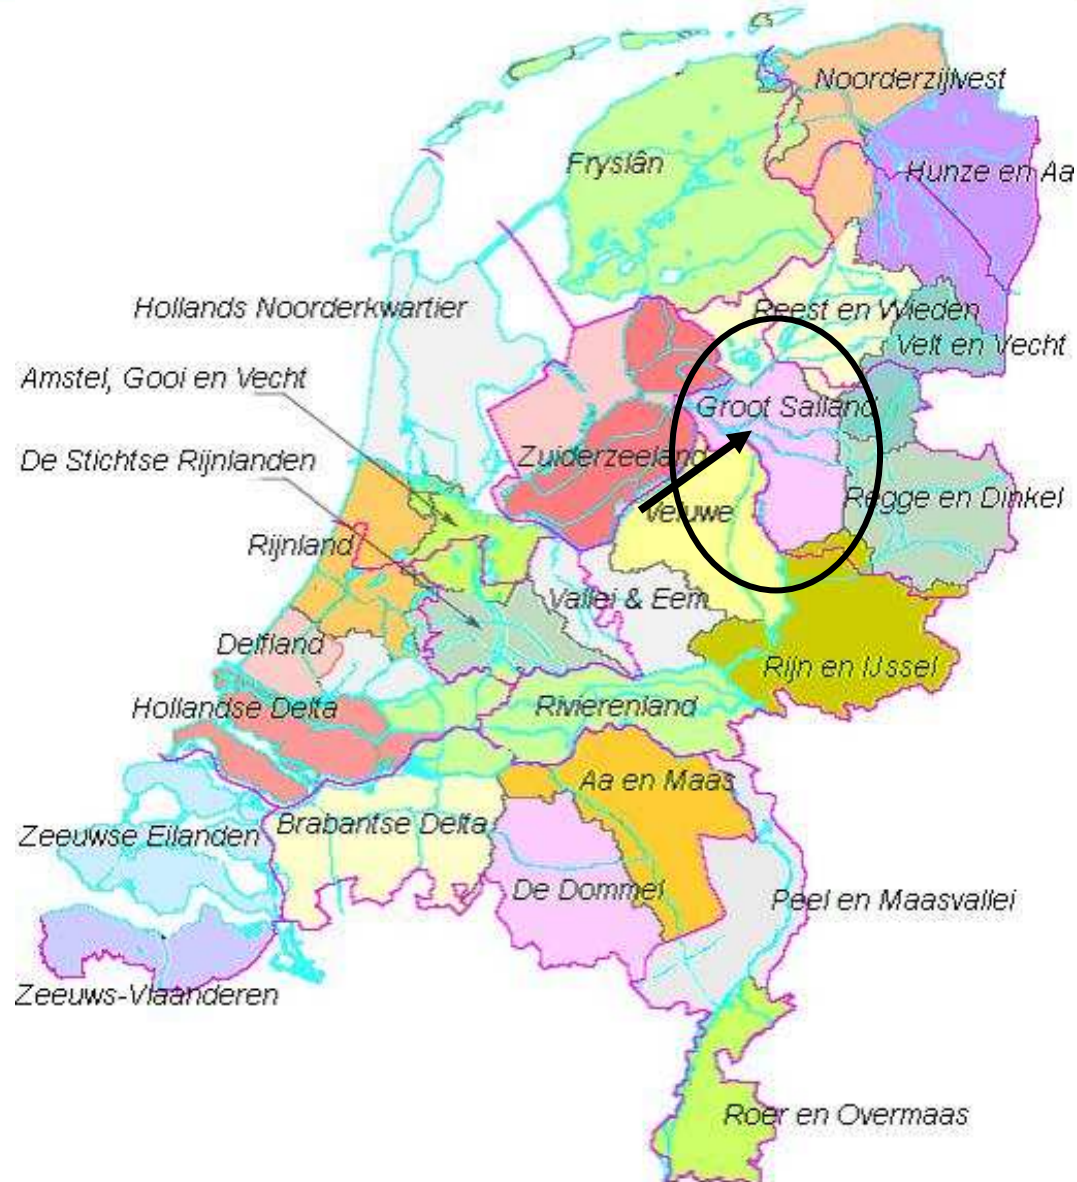 Noorderzijlvest
Fryslân
Hunze en Aa
Hollands Noorderkwartier
Reest en Wieden
Velt en Vecht
Amstel, Gooi en Vecht
Groot Salland
De Stichtse Rijnlanden
Zuiderzeeland
Regge en Dinkel
Veluwe
Rijnland
Vallei & Eem
Delfland
Rijn en IJssel
Hollandse Delta
Rivierenland
Aa en Maas
Zeeuwse Eilanden
Brabantse Delta
De Dommel
Peel en Maasvallei
Zeeuws-Vlaanderen
Roer en Overmaas